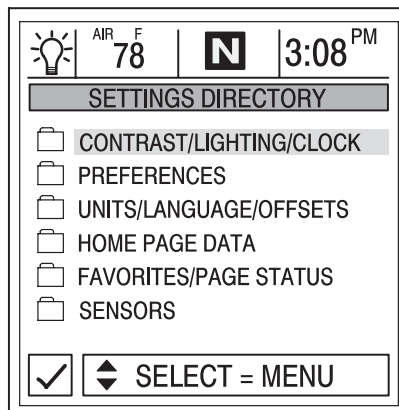 AIR F
78 N 3:08 PM
SETTINGS DIRECTORY
CONTRAST/LIGHTING/CLOCK
PREFERENCES
UNITS/LANGUAGE/OFFSETS
HOME PAGE DATA
FAVORITES/PAGE STATUS
SENSORS
SELECT = MENU